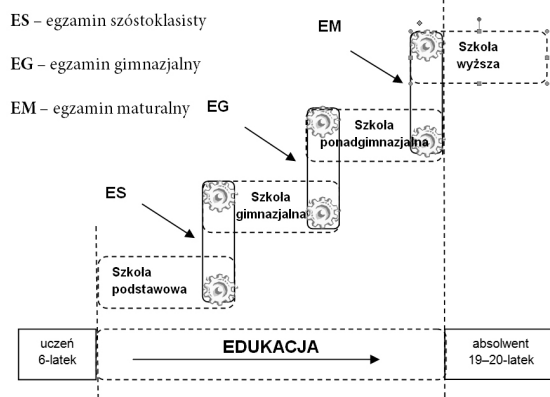 ES – egzamin szóstoklasisty
EG – egzamin gimnazjalny
EM – egzamin maturalny
EM
Szkoła
wyższa
EG
Szkoła
ponadgimnazjalna
ES
Szkoła
gimnazjalna
Szkoła
podstawowa
uczeń
6-latek
EDUKACJA
absolwent
19–20-latek